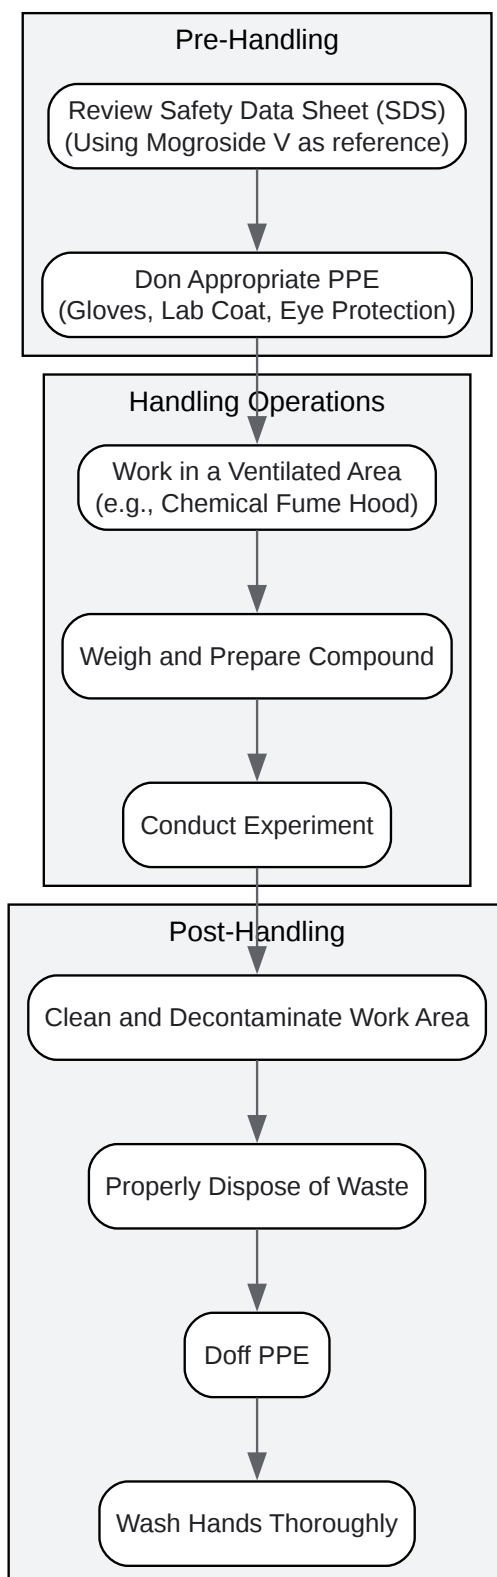 Pre-Handling
Review Safety Data Sheet (SDS)
(Using Mogroside V as reference)
Don Appropriate PPE
(Gloves, Lab Coat, Eye Protection)
Handling Operations
Work in a Ventilated Area
(e.g., Chemical Fume Hood)
Weigh and Prepare Compound
Conduct Experiment
Post-Handling
Clean and Decontaminate Work Area
Properly Dispose of Waste
Doff PPE
Wash Hands Thoroughly